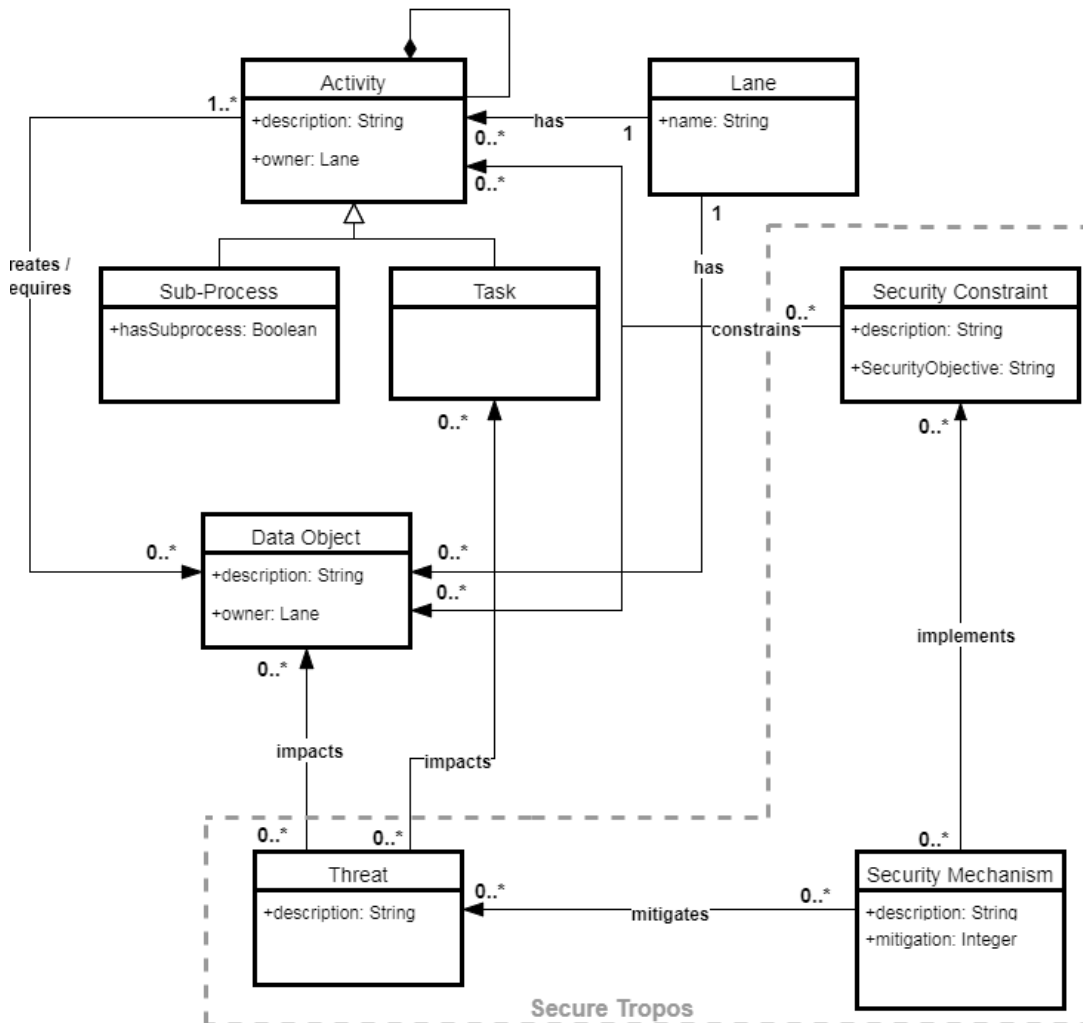 Activity
Lane
1..*
+description: String
has
+name: String
0..*
1
+owner: Lane
0..*
1
reates /
equires
has
Sub-Process
Task
Security Constraint
+hasSubprocess: Boolean
0..*
constrains
+description: String
+SecurityObjective: String
0..*
0..*
Data Object
0..*
+description: String
0..*
0..*
+owner: Lane
0..*
implements
impacts
impacts
0..*
0..*
0..*
Threat
Security Mechanism
+description: String
0..*
mitigates
0..*
+description: String
+mitigation: Integer
Secure Tropos